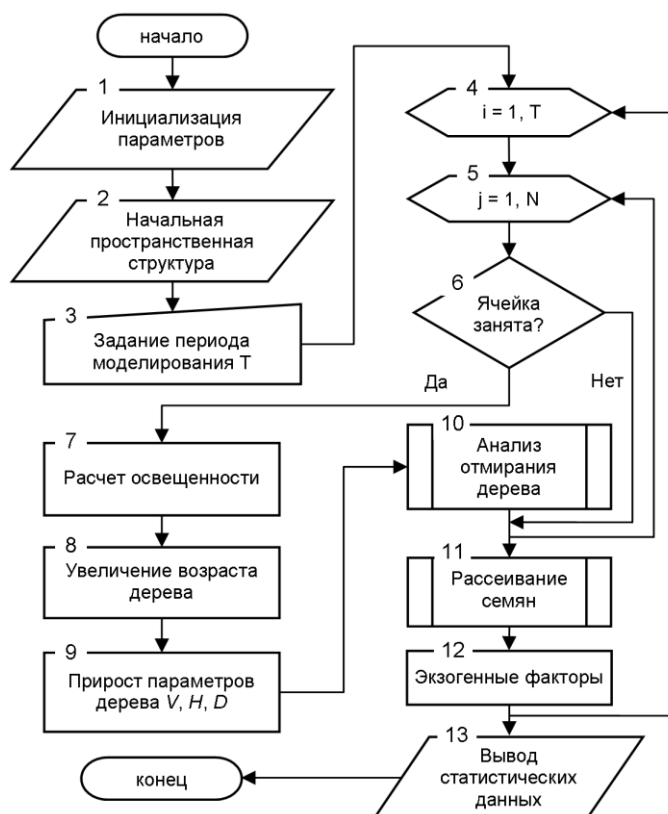 начало
1
Инициализация
параметров
2
Начальная
пространственная
структура
3
Задание периода
моделирования T
4
i = 1, T
5
j = 1, N
6
Ячейка
занята?
Да
Нет
7
Расчет освещенности
8
Увеличение возраста
дерева
9
Прирост параметров
дерева V, H, D
10
Анализ
отмирания
дерева
11
Рассеивание
семян
12
Экзогенные факторы
13
Вывод
статистических
данных
конец